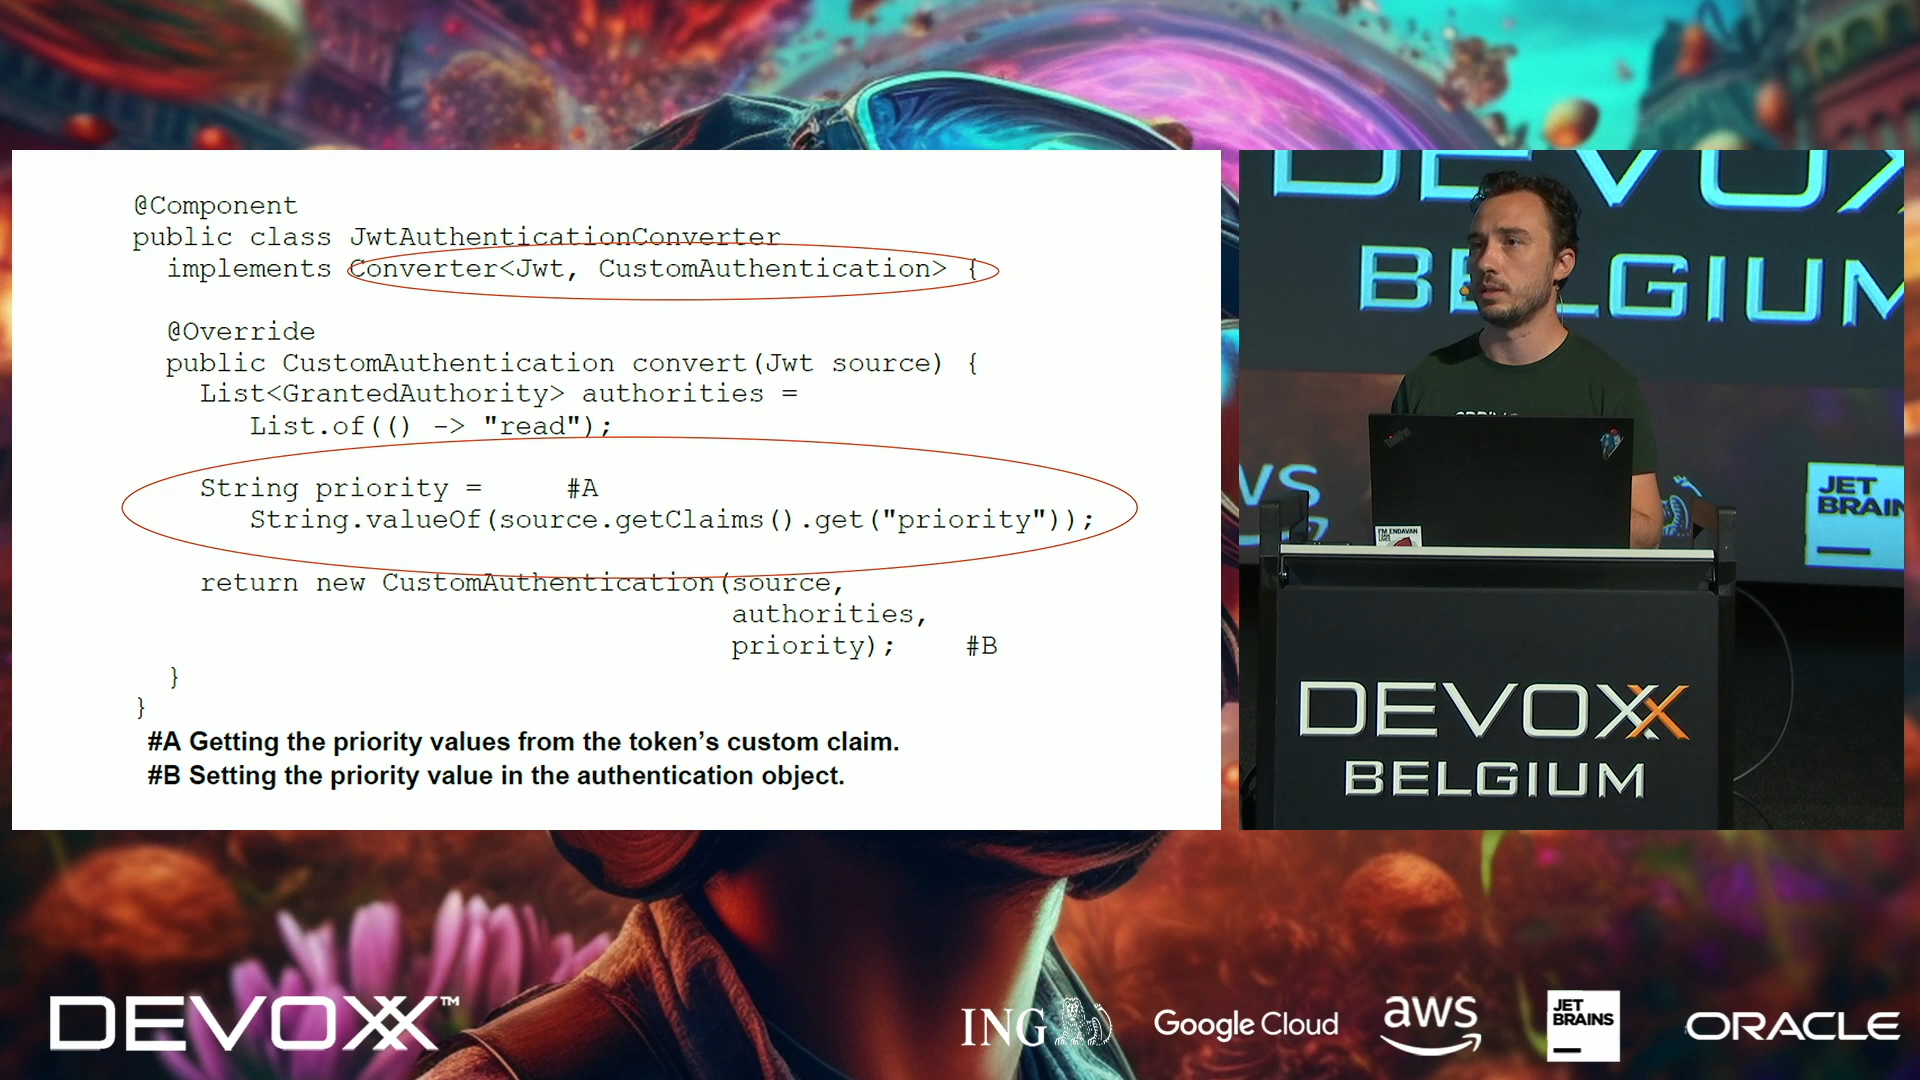 @Component
public class JwtAuthenticationConverter
implements Converter<Jwt, CustomAuthentication> {
@Override
public CustomAuthentication convert(Jwt source) {
List<GrantedAuthority> authorities =
List.of(() -> "read");
String priority = #A
String.valueOf(source.getClaims().get("priority"));
return new CustomAuthentication(source,
authorities,
priority); #B
}
}
#A Getting the priority values from the token’s custom claim.
#B Setting the priority value in the authentication object.
DEVOX
BELGIUM
JET
BRAIN
I'M ENDAVAN
DEVOXX
BELGIUM
DEVOXX™
ING
Google Cloud
aws
JET
BRAINS
ORACLE